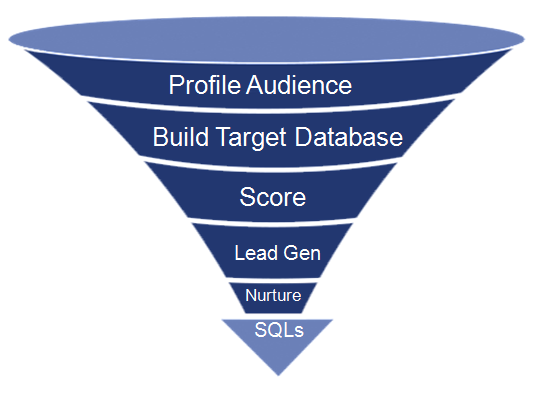 Profile Audience
Build Target Database
Score
Lead Gen
Nurture
SQLs